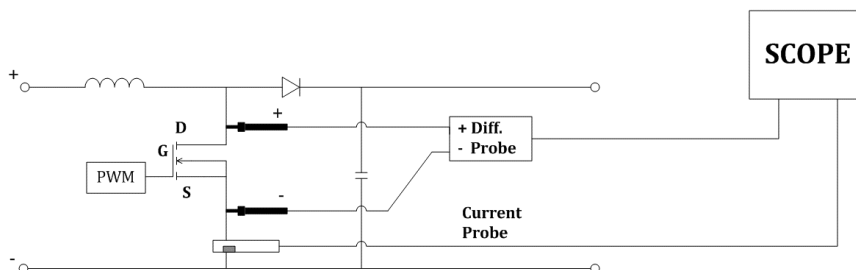 SCOPE
+
+
D
+ Diff.
- Probe
G
PWM
S
-
Current
Probe
-